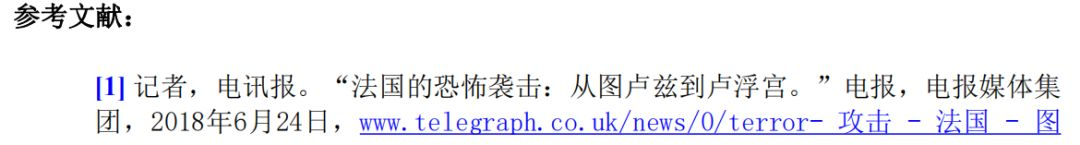 参考文献：
[1] 记者，电讯报。“法国的恐怖袭击：从图卢兹到卢浮宫。”电报，电报媒体集
团，2018年6月24日，www.telegraph.co.uk/news/0/terror- 攻击 - 法国 - 图